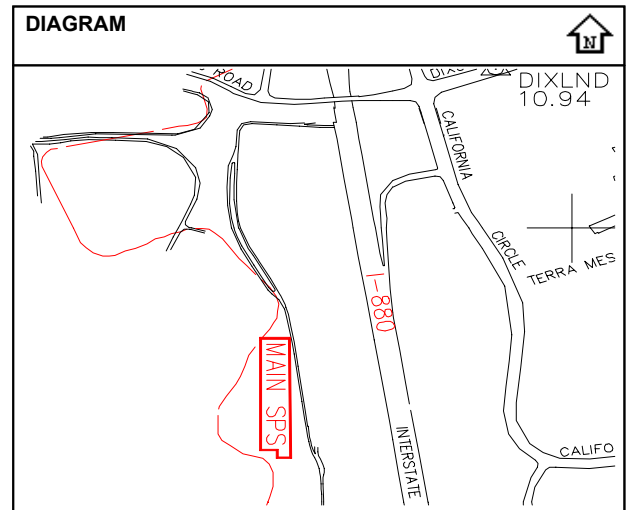 DIAGRAM
N
ROAD
DIXLND
10.94
CALIFORNIA
CIRCLE
TERRA MES
I-880
MAIN SPS
INTERSTATE
CALIFO